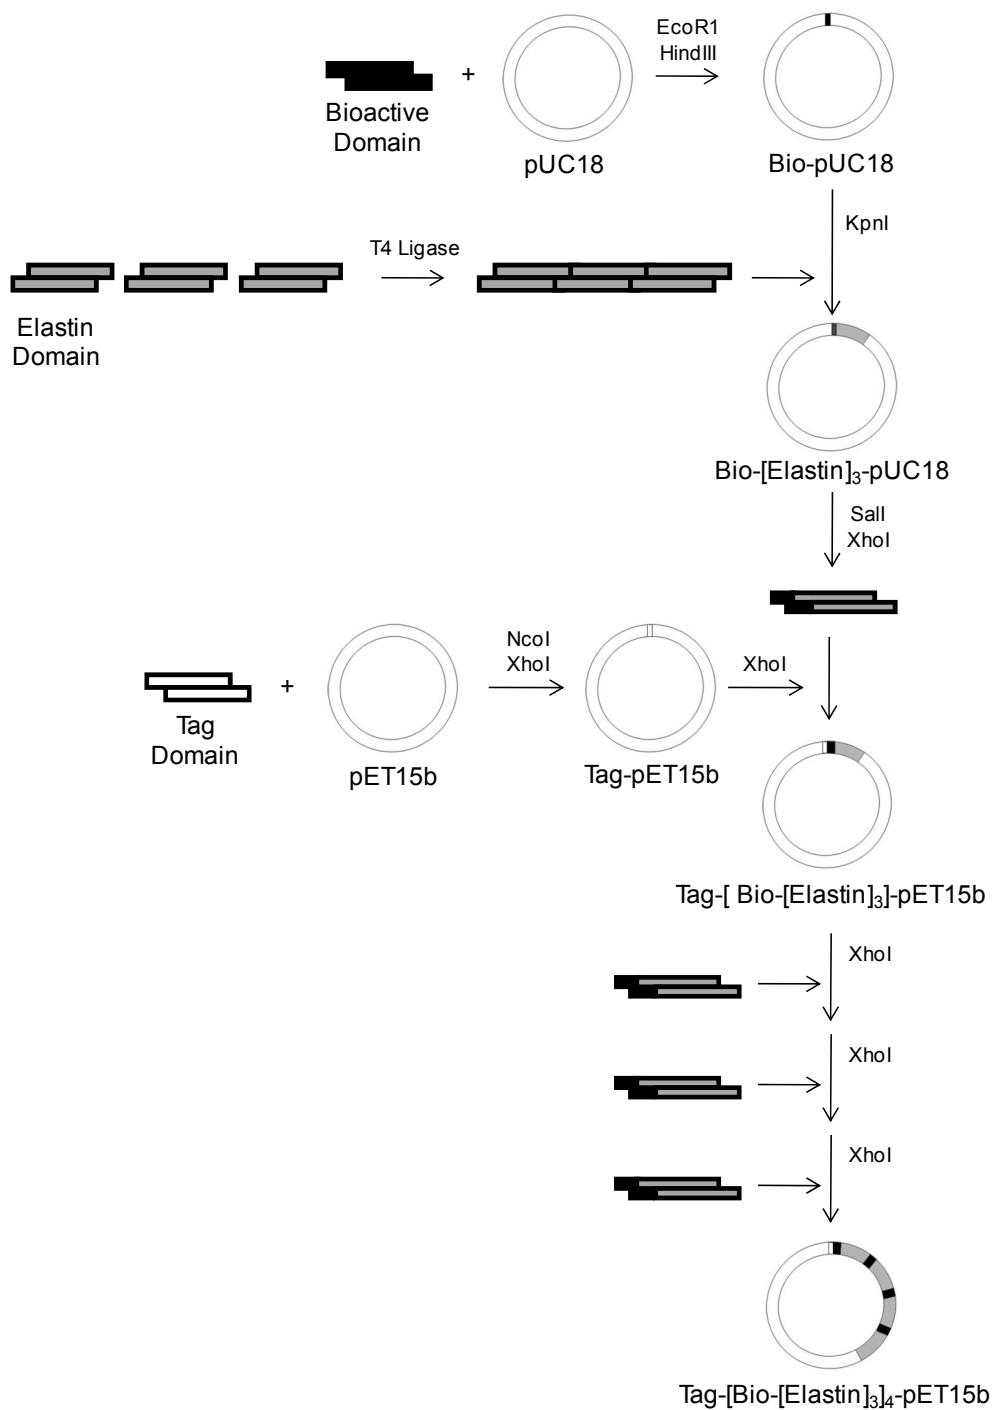 EcoR1
HindIII
+
Bioactive
Domain
pUC18
Bio-pUC18
KpnI
T4 Ligase
Elastin
Domain
Bio-[Elastin]₃-pUC18
SalI
XhoI
NcoI
XhoI
XhoI
+
Tag
Domain
pET15b
Tag-pET15b
Tag-[ Bio-[Elastin]₃]-pET15b
XhoI
XhoI
XhoI
Tag-[Bio-[Elastin]₃]₄-pET15b